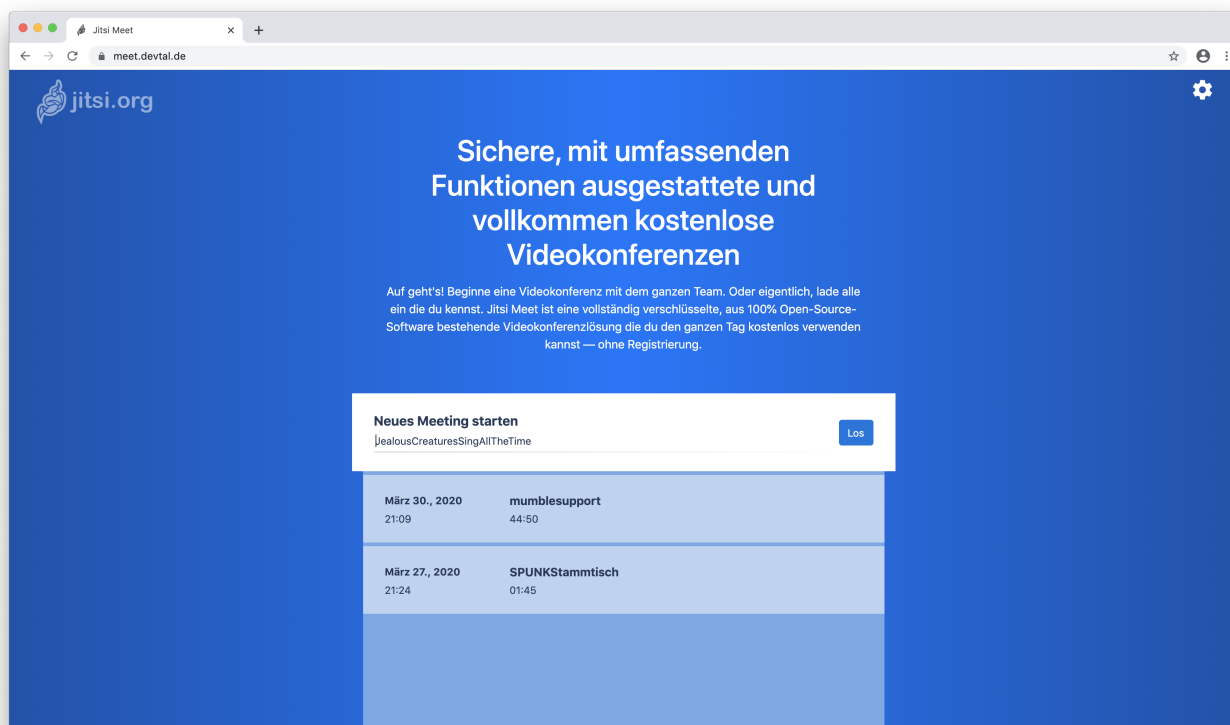 Jitsi Meet
meet.devtal.de
jitsi.org
Sichere, mit umfassenden
Funktionen ausgestattete und
vollkommen kostenlose
Videokonferenzen
Auf geht's! Beginne eine Videokonferenz mit dem ganzen Team. Oder eigentlich, lade alle
ein die du kennst. Jitsi Meet ist eine vollständig verschlüsselte, aus 100% Open-Source-
Software bestehende Videokonferenzlösung die du den ganzen Tag kostenlos verwenden
kannst — ohne Registrierung.
Neues Meeting starten
JealousCreaturesSingAllTheTime
Los
März 30., 2020 mumblesupport
21:09 44:50
März 27., 2020 SPUNKStammtisch
21:24 01:45